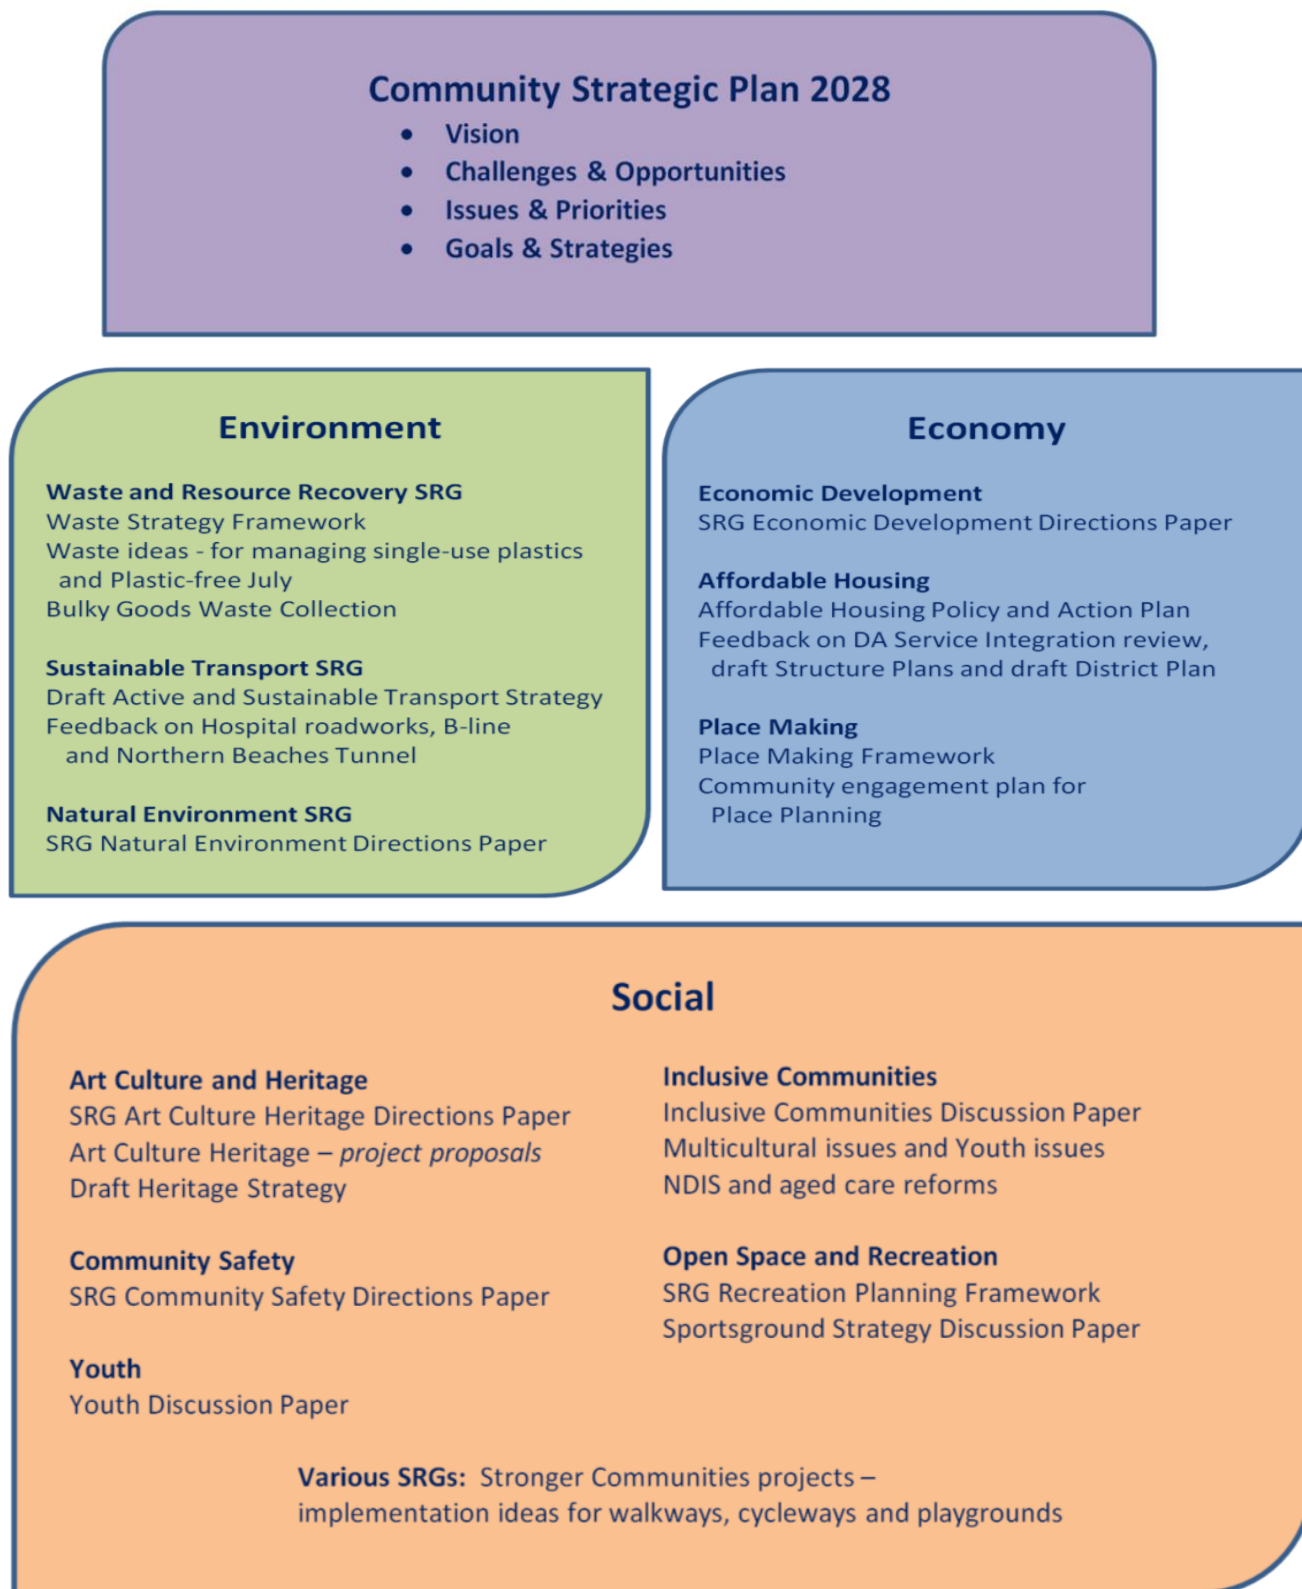 Community Strategic Plan 2028
• Vision
• Challenges & Opportunities
• Issues & Priorities
• Goals & Strategies
Environment
Waste and Resource Recovery SRG
Waste Strategy Framework
Waste ideas - for managing single-use plastics
and Plastic-free July
Bulky Goods Waste Collection
Sustainable Transport SRG
Draft Active and Sustainable Transport Strategy
Feedback on Hospital roadworks, B-line
and Northern Beaches Tunnel
Natural Environment SRG
SRG Natural Environment Directions Paper
Economy
Economic Development
SRG Economic Development Directions Paper
Affordable Housing
Affordable Housing Policy and Action Plan
Feedback on DA Service Integration review,
draft Structure Plans and draft District Plan
Place Making
Place Making Framework
Community engagement plan for
Place Planning
Social
Art Culture and Heritage
SRG Art Culture Heritage Directions Paper
Art Culture Heritage – project proposals
Draft Heritage Strategy
Community Safety
SRG Community Safety Directions Paper
Youth
Youth Discussion Paper
Inclusive Communities
Inclusive Communities Discussion Paper
Multicultural issues and Youth issues
NDIS and aged care reforms
Open Space and Recreation
SRG Recreation Planning Framework
Sportsground Strategy Discussion Paper
Various SRGs: Stronger Communities projects –
implementation ideas for walkways, cycleways and playgrounds